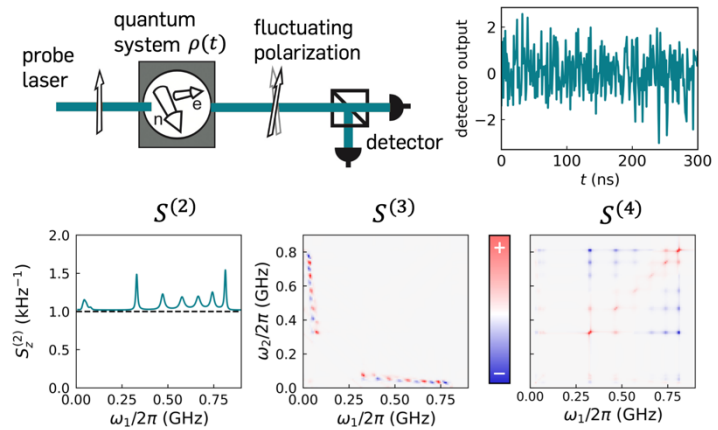 probe
laser
quantum
system ρ(t)
n
e
fluctuating
polarization
detector
detector output
2
0
−2
0
100
200
300
t (ns)
S⁽²⁾
S_z⁽²⁾ (kHz⁻¹)
2.0
1.5
1.0
0.5
0.0
0.00
0.25
0.50
0.75
ω₁/2π (GHz)
S⁽³⁾
ω₂/2π (GHz)
0.8
0.6
0.4
0.2
0.0
0.00
0.25
0.50
0.75
ω₁/2π (GHz)
+
−
S⁽⁴⁾
0.00
0.25
0.50
0.75
ω₁/2π (GHz)